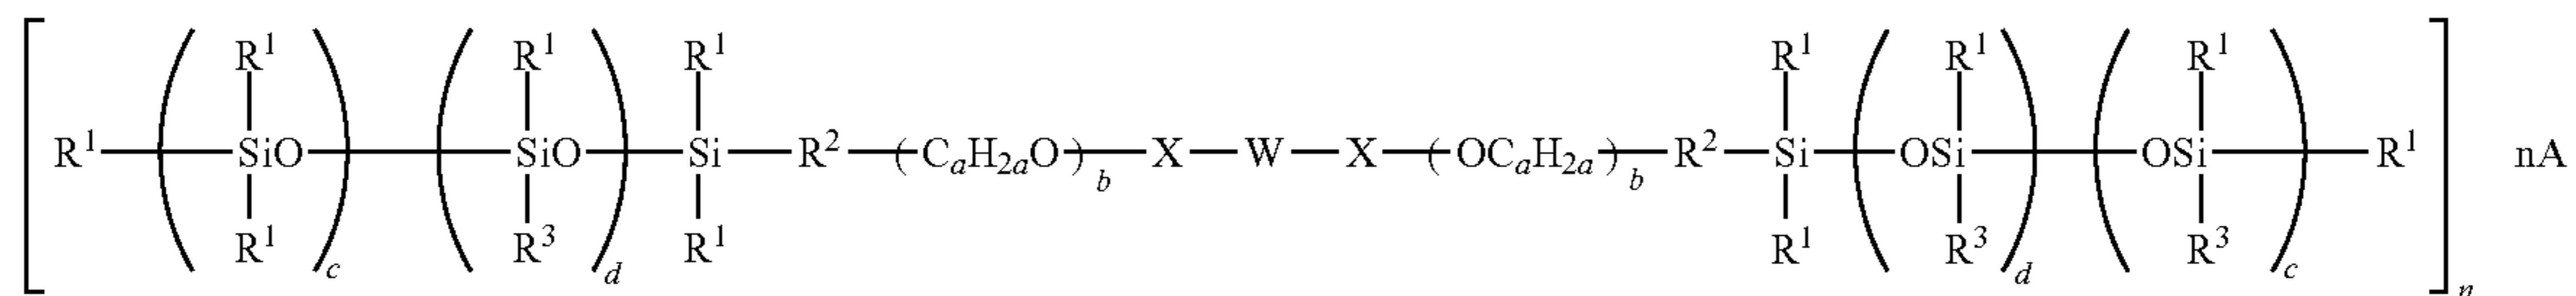 R¹ R¹ R¹ R¹ R¹ R¹
R¹—(SiO)c—(SiO)d—Si—R²—(CaH2aO)b—X—W—X—(OCaH2a)b—R²—Si—(OSi)d—(OSi)c—R¹ nA
R¹ R³ R¹ R¹ R³ R³
n